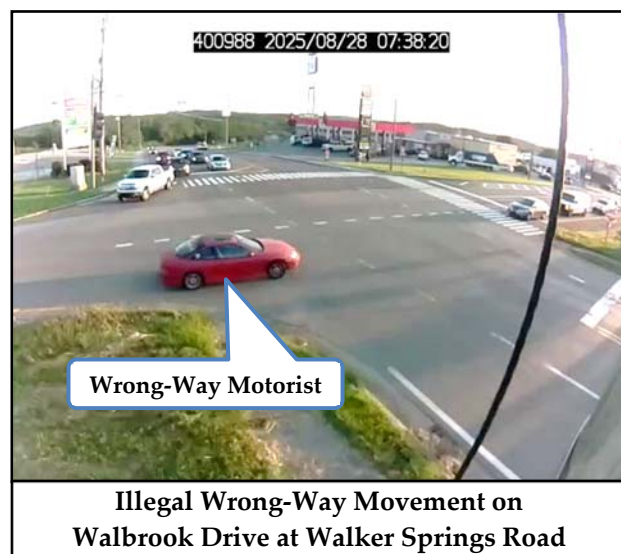 400988 2025/08/28 07:38:20
Wrong-Way Motorist
Illegal Wrong-Way Movement on
Walbrook Drive at Walker Springs Road